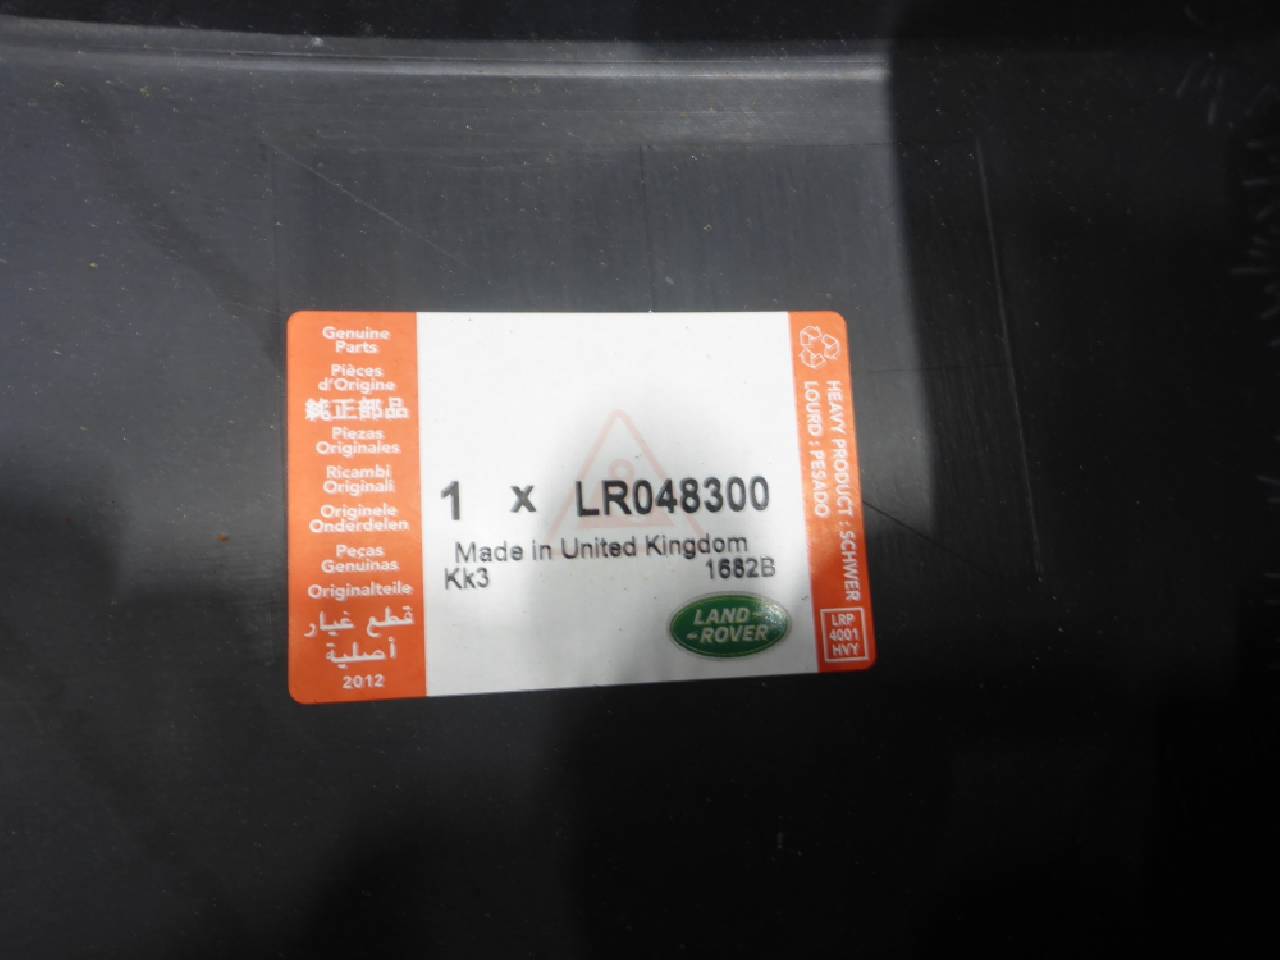 Genuine
Parts
Pièces
d'Origine
純正部品
Piezas
Originales
Ricambi
Originali
Originele
Onderdelen
Peças
Genuinas
Originalteile
قطع غيار
أصلية
2012
1 x LR048300
Made in United Kingdom
Kk3 1682B
LAND-
-ROVER
HEAVY PRODUCT : SCHWER
LOURD : PESADO
LRP
4001
HVY